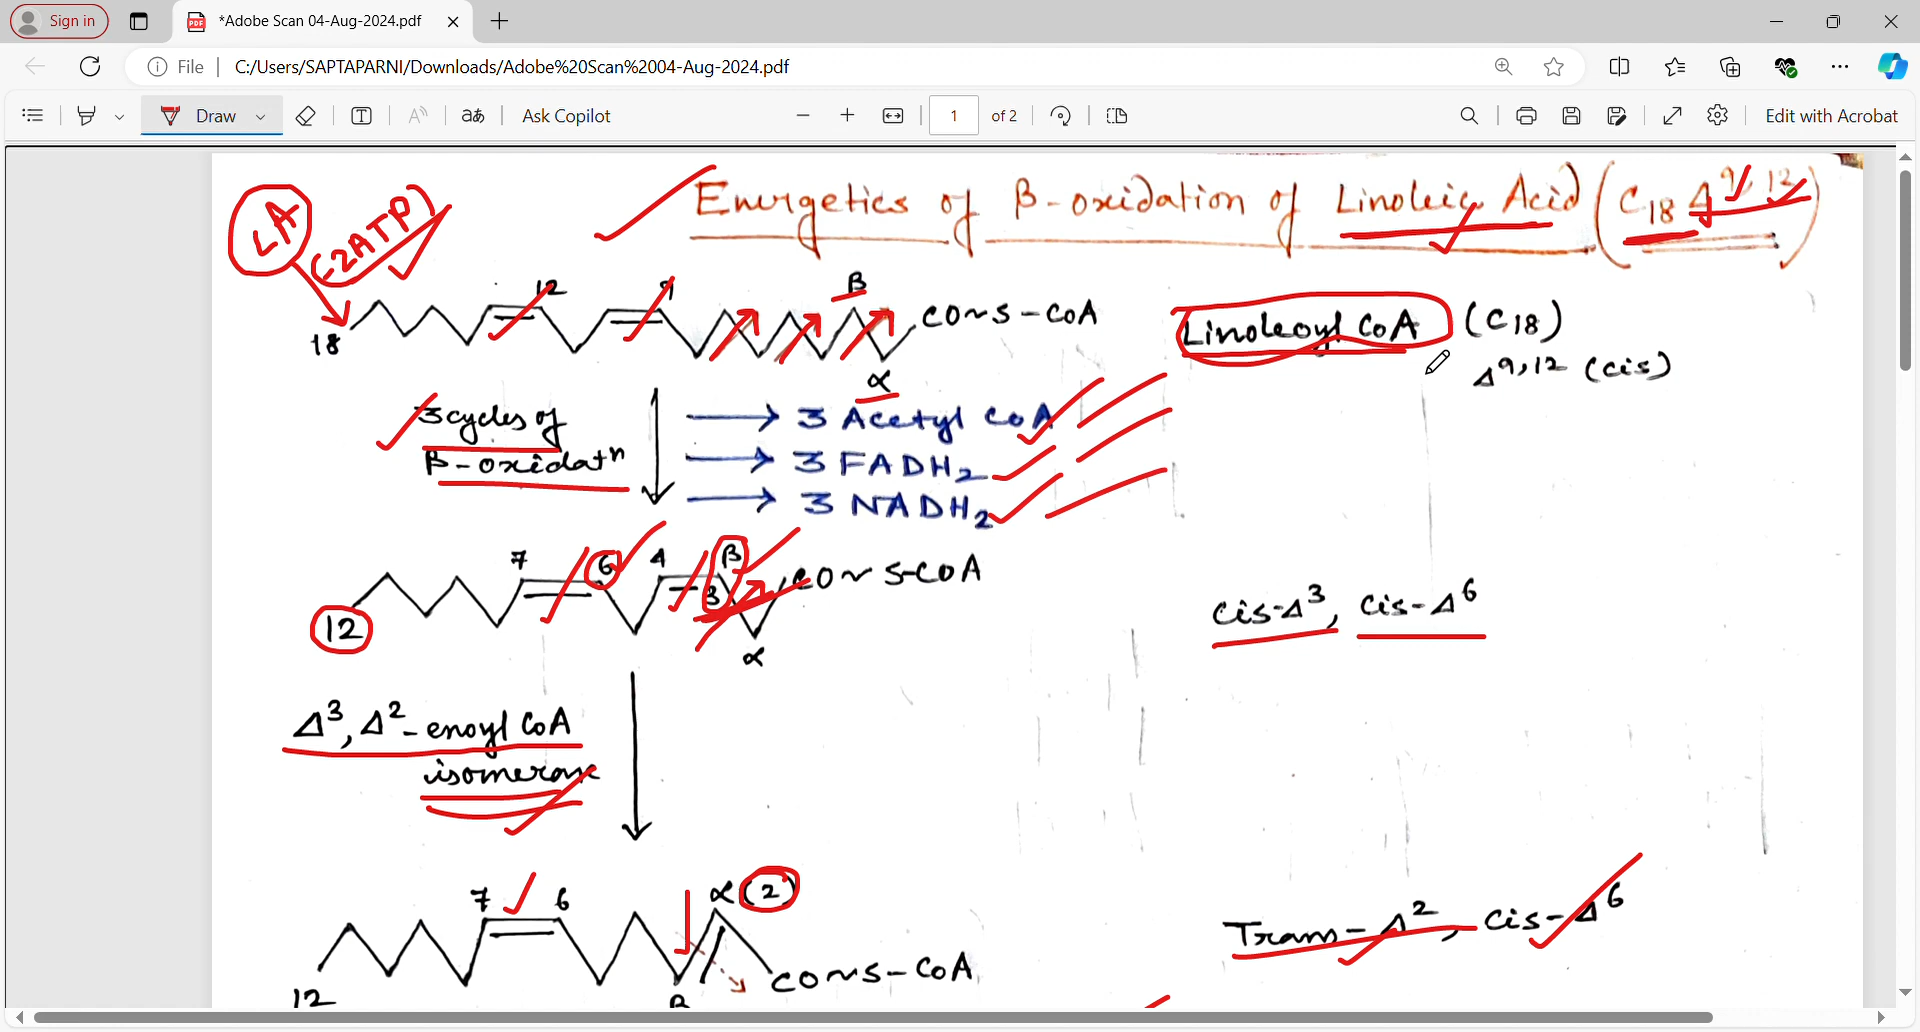 Sign in
*Adobe Scan 04-Aug-2024.pdf
File
C:/Users/SAPTAPARNI/Downloads/Adobe%20Scan%2004-Aug-2024.pdf
Draw
T
aあ
Ask Copilot
1 of 2
Edit with Acrobat
Energetics of β-oxidation of Linoleic Acid (C18 Δ9,12)
LA
(-2ATP)
12 9 β
18
CO~S-CoA
α
Linoleoyl CoA (C18)
Δ9,12 (cis)
3 cycles of
β-oxidatn
→ 3 Acetyl CoA
→ 3 FADH2
→ 3 NADH2
7 6 4 β
3
CO~S-CoA
12
α
cis-Δ3, cis-Δ6
Δ3, Δ2-enoyl CoA
isomerase
7 6 α(2)
Trans-Δ2, cis-Δ6
CO~S-CoA
12 β